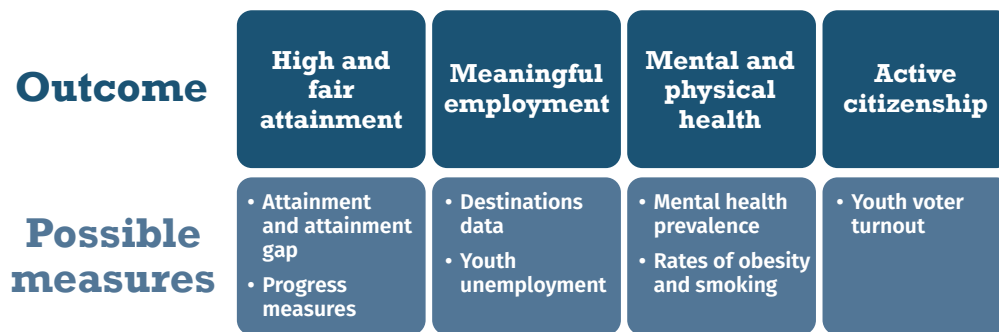 Outcome
High and
fair
attainment
Meaningful
employment
Mental and
physical
health
Active
citizenship
Possible
measures
• Attainment
and attainment
gap
• Progress
measures
• Destinations
data
• Youth
unemployment
• Mental health
prevalence
• Rates of obesity
and smoking
• Youth voter
turnout